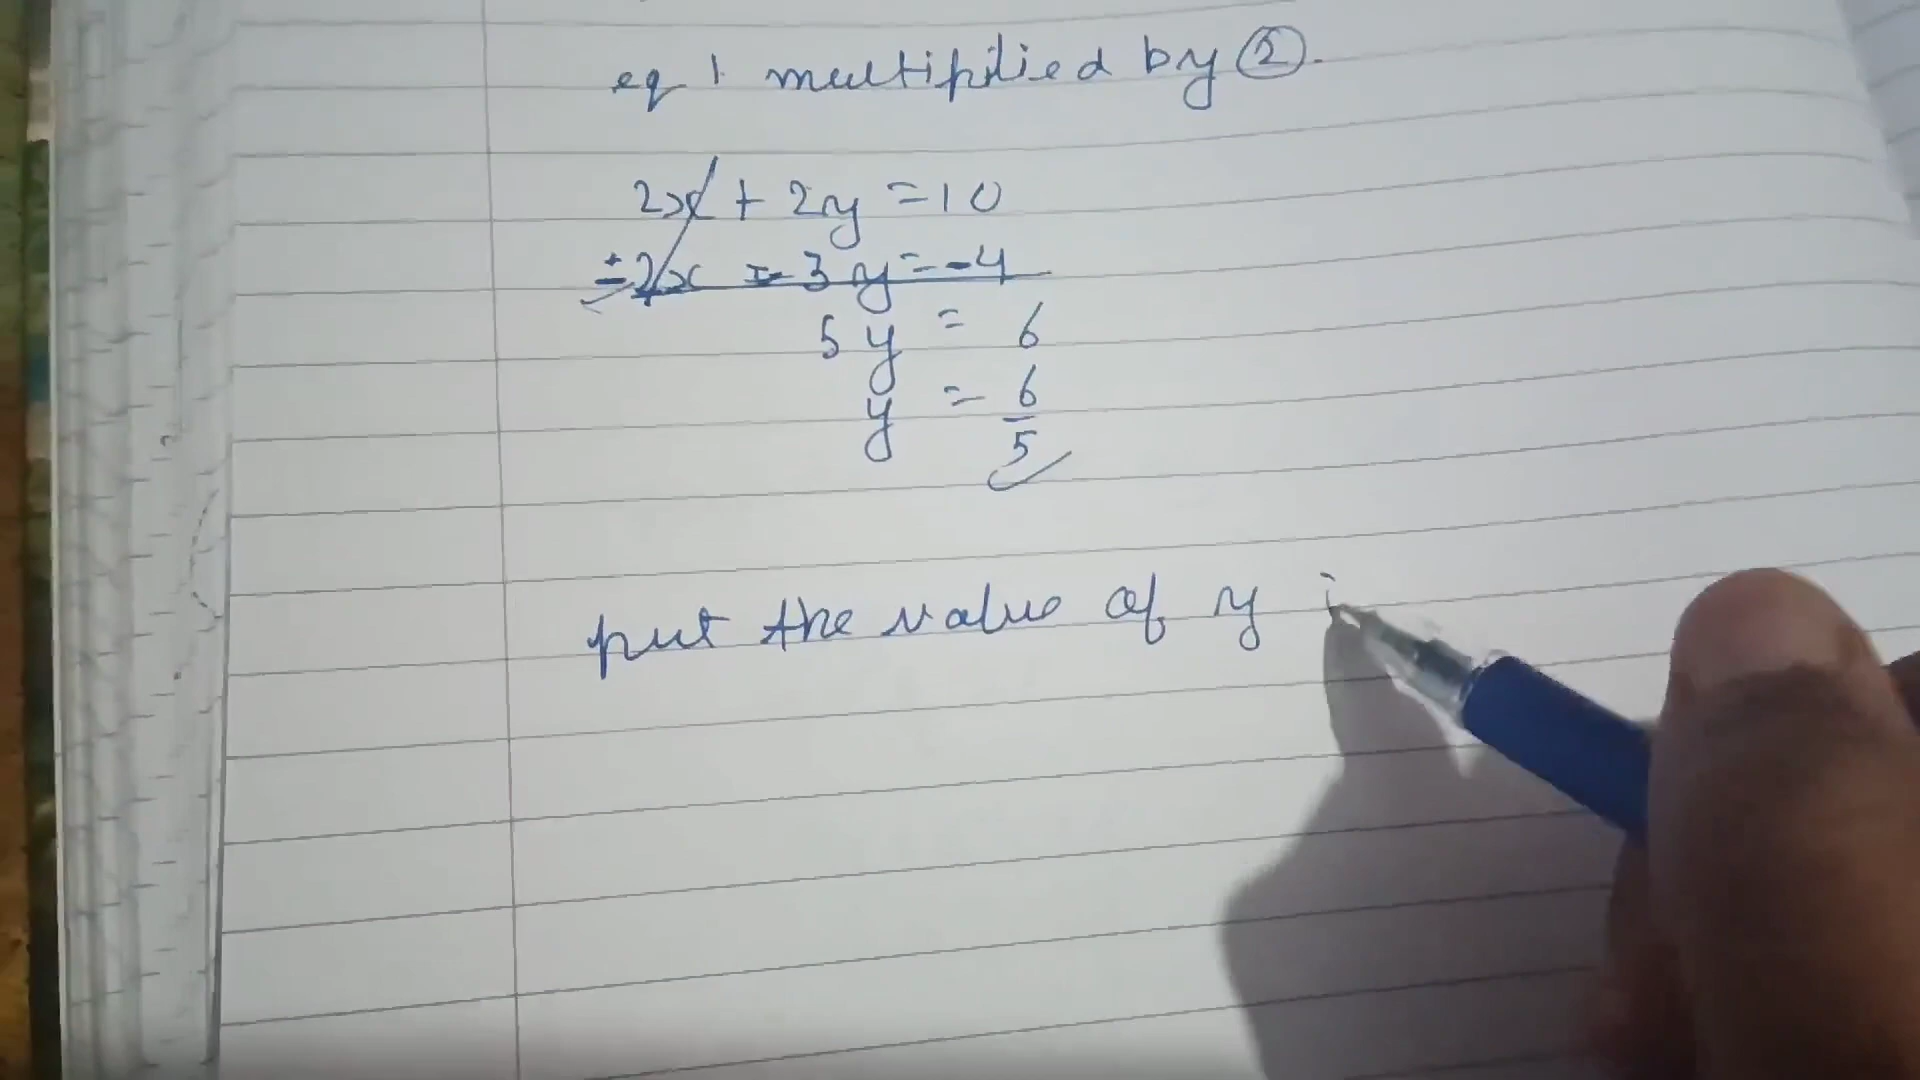 eq 1. multiplied by ②.
2x + 2y = 10
2x - 3y = -4
5y = 6
y = 6/5
put the value of y i